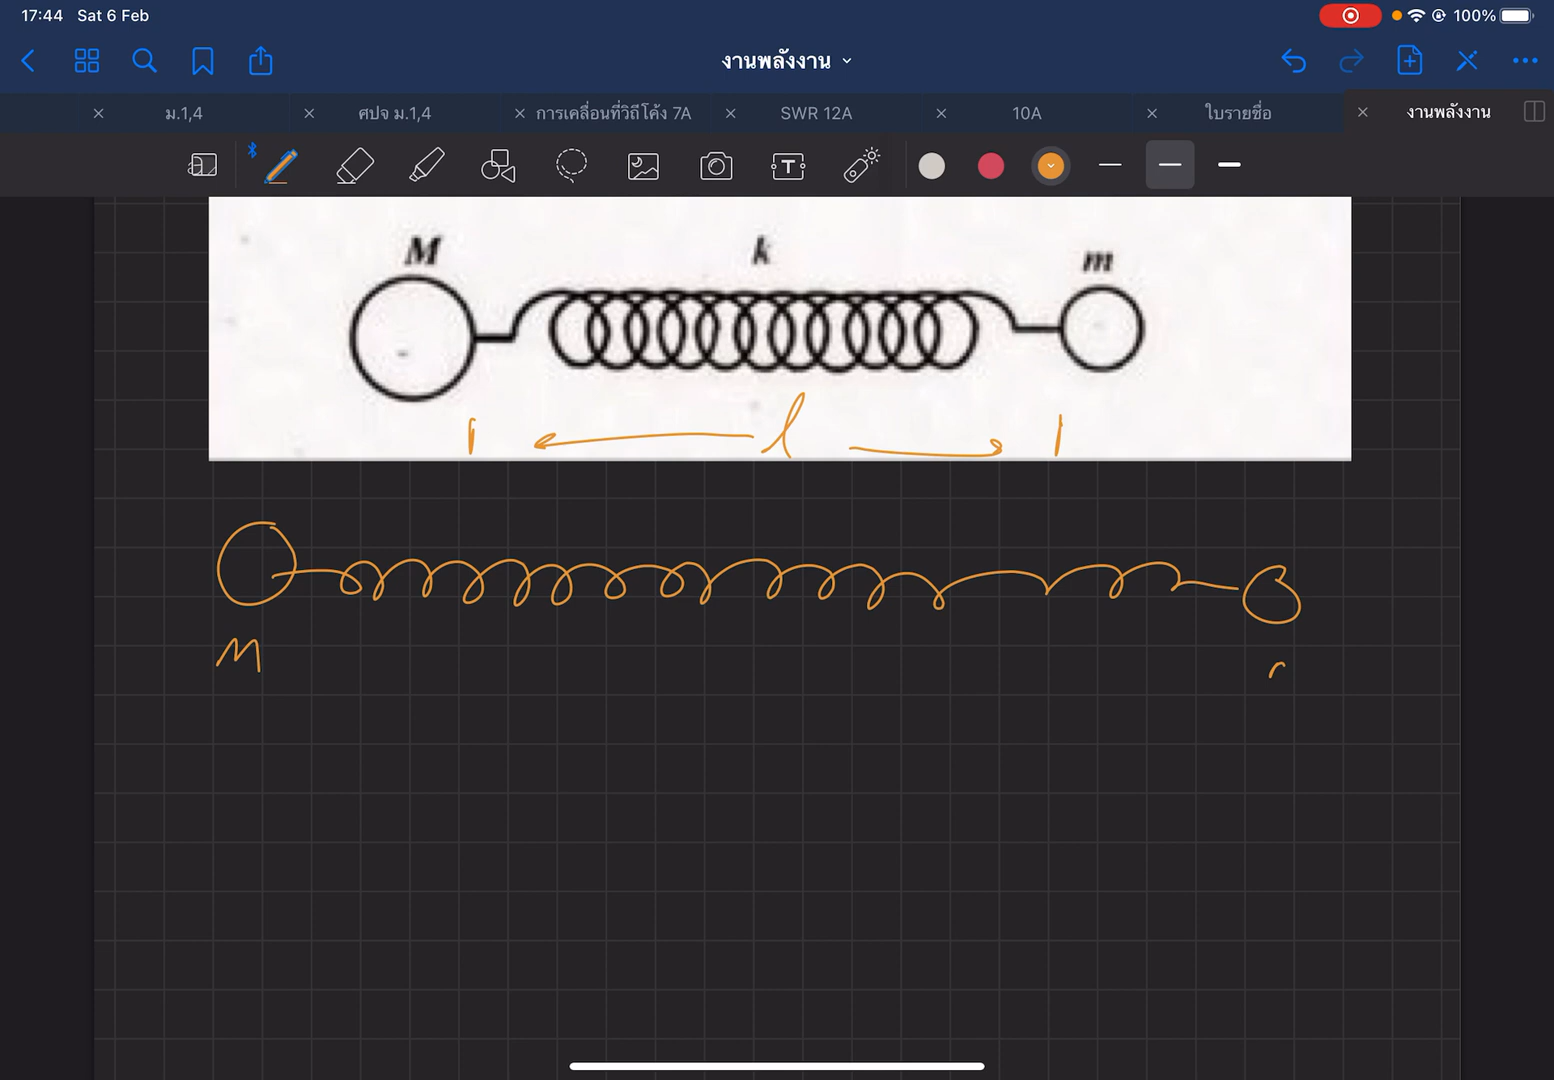 17:44 Sat 6 Feb
100%
งานพลังงาน
ม.1,4
ศปจ ม.1,4
การเคลื่อนที่วิถีโค้ง 7A
SWR 12A
10A
ใบรายชื่อ
งานพลังงาน
T
M k m
l
M